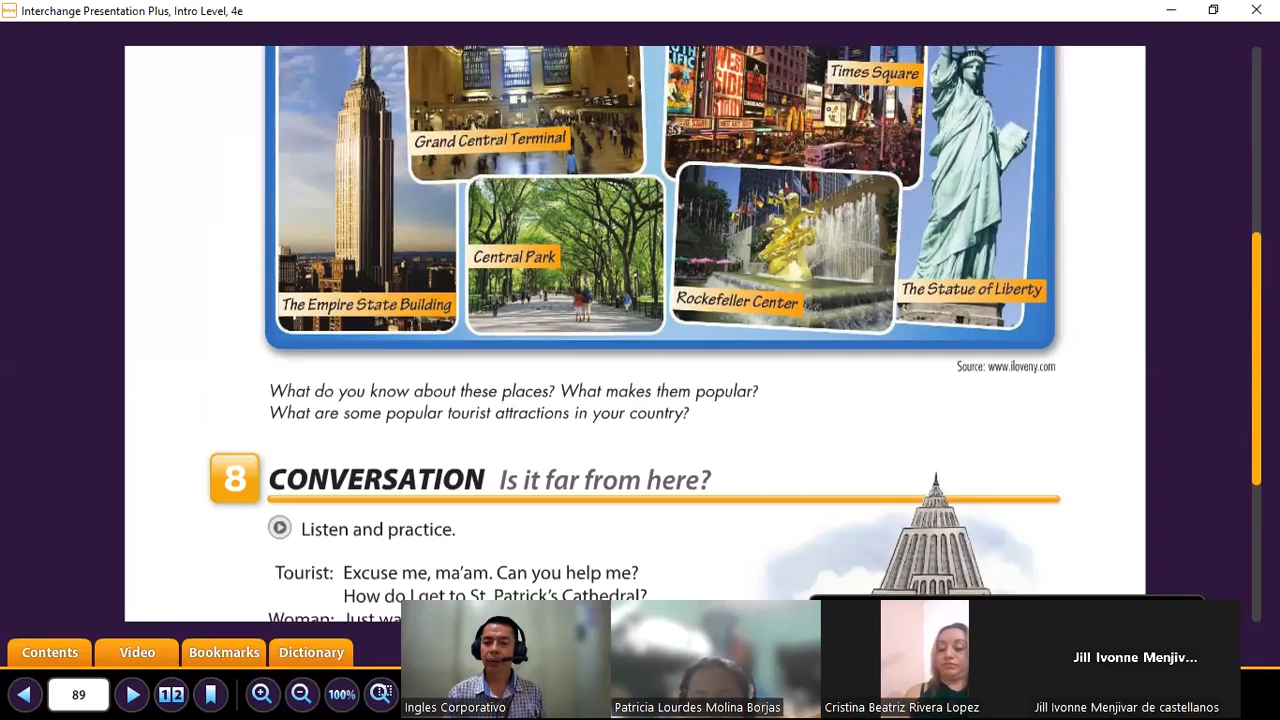 Interchange Presentation Plus, Intro Level, 4e
Times Square
Grand Central Terminal
Central Park
The Empire State Building
Rockefeller Center
The Statue of Liberty
Source: www.iloveny.com
What do you know about these places? What makes them popular?
What are some popular tourist attractions in your country?
8 CONVERSATION Is it far from here?
Listen and practice.
Tourist: Excuse me, ma'am. Can you help me?
How do I get to St. Patrick's Cathedral?
Woman: Just wa
Contents
Video
Bookmarks
Dictionary
89
12
100%
Jill Ivonne Menjiv...
Ingles Corporativo
Patricia Lourdes Molina Borjas
Cristina Beatriz Rivera Lopez
Jill Ivonne Menjivar de castellanos